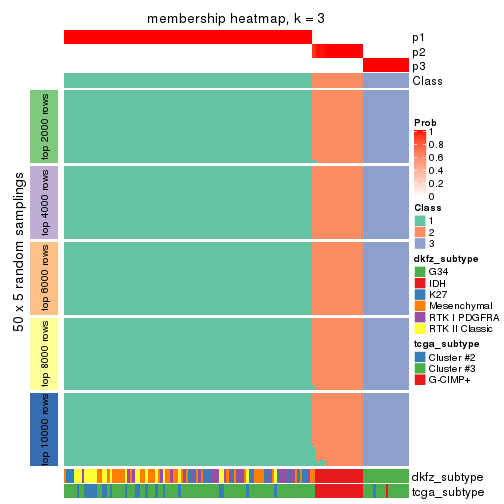 membership heatmap, k = 3
p1
p2
p3
Class
50 x 5 random samplings
top 2000 rows
top 4000 rows
top 6000 rows
top 8000 rows
top 10000 rows
Prob
1
0.8
0.6
0.4
0.2
0
Class
1
2
3
dkfz_subtype
G34
IDH
K27
Mesenchymal
RTK I PDGFRA
RTK II Classic
tcga_subtype
Cluster #2
Cluster #3
G-CIMP+
dkfz_subtype
tcga_subtype